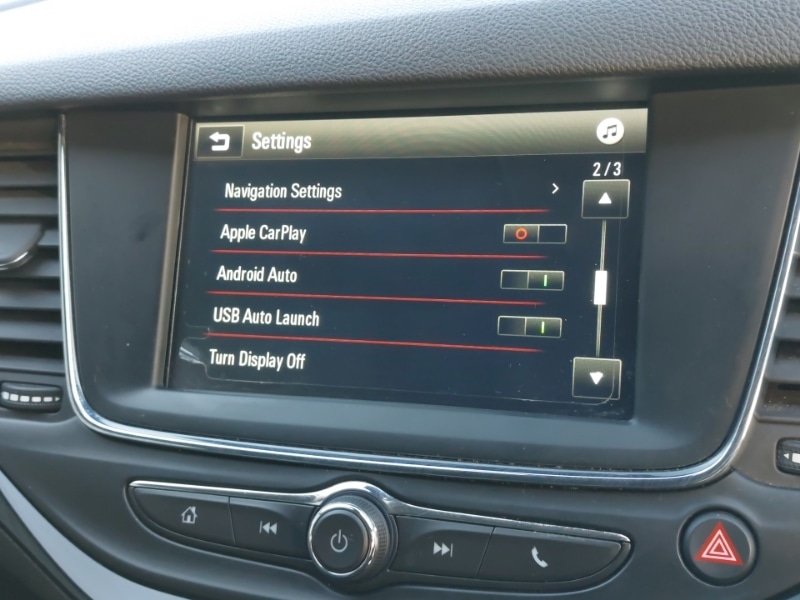 Settings
2/3
Navigation Settings
Apple CarPlay
Android Auto
USB Auto Launch
Turn Display Off